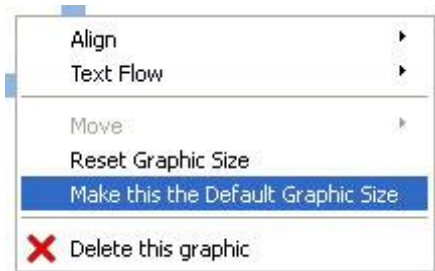 Align
Text Flow
Move
Reset Graphic Size
Make this the Default Graphic Size
Delete this graphic